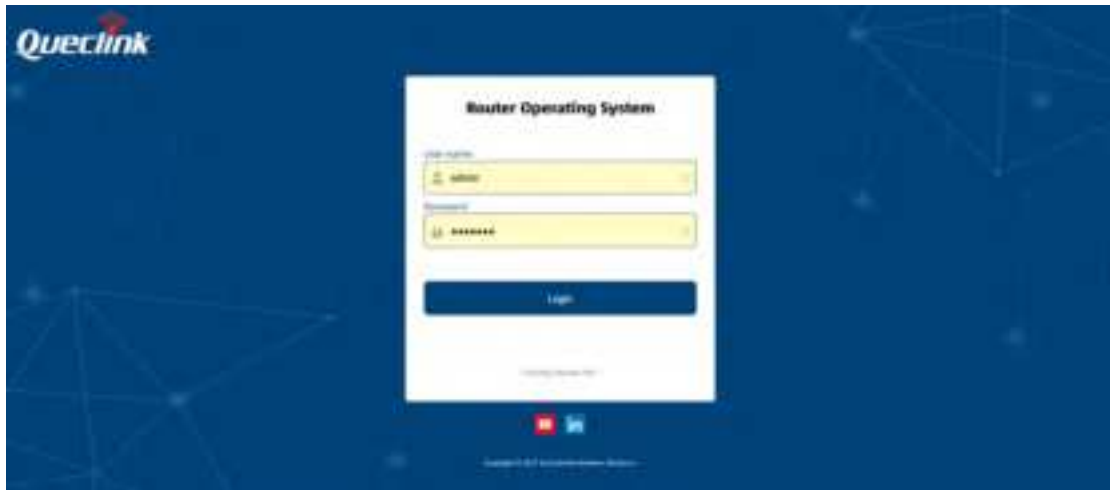 Queclink
Router Operating System
User name
admin
Password
•••••••
Login